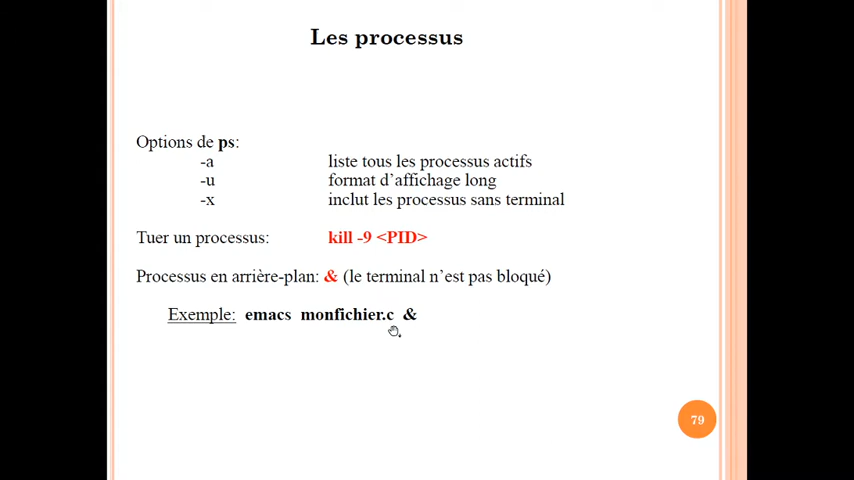 Les processus
Options de ps:
-a liste tous les processus actifs
-u format d'affichage long
-x inclut les processus sans terminal
Tuer un processus: kill -9 <PID>
Processus en arrière-plan: & (le terminal n'est pas bloqué)
Exemple: emacs monfichier.c &
79